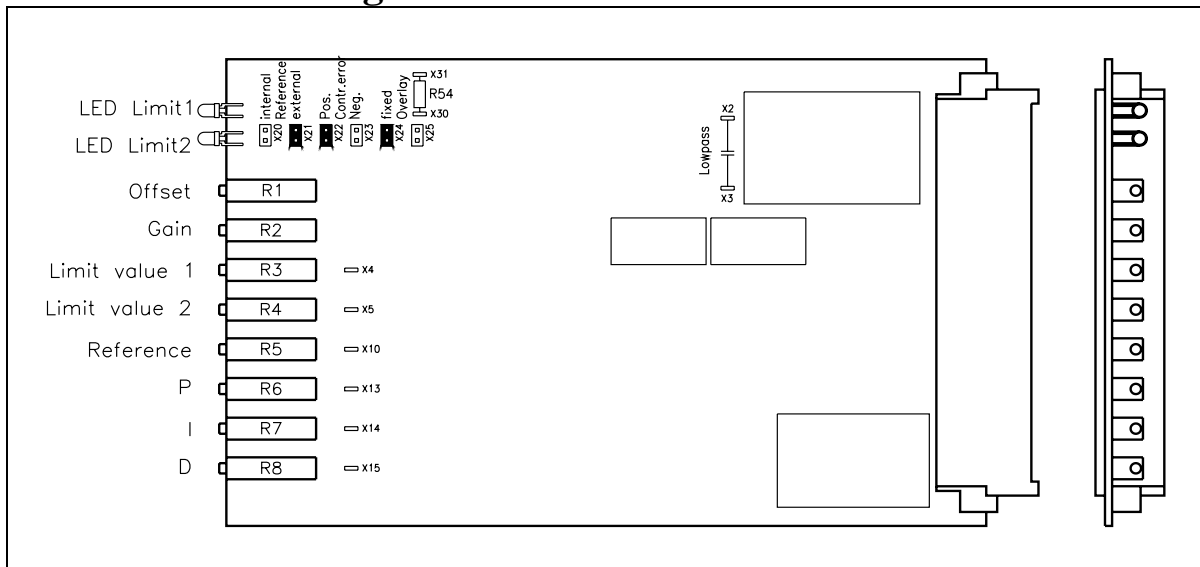 LED Limit1
LED Limit2
Offset
Gain
Limit value 1
Limit value 2
Reference
P
I
D
internal
Reference
external
Pos.
Contr.error
Neg.
fixed
Overlay
X20
X21
X22
X23
X24
X25
X31
R54
X30
R1
R2
R3
R4
R5
R6
R7
R8
X4
X5
X10
X13
X14
X15
X2
Lowpass
X3